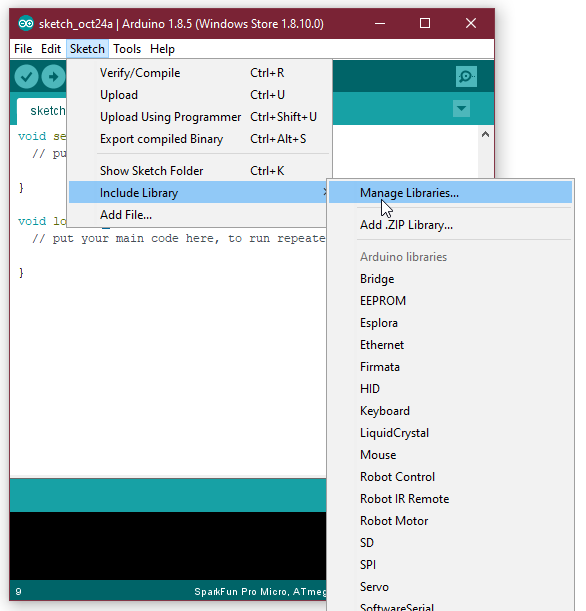 sketch_oct24a | Arduino 1.8.5 (Windows Store 1.8.10.0)
File Edit Sketch Tools Help
Verify/Compile Ctrl+R
Upload Ctrl+U
Upload Using Programmer Ctrl+Shift+U
Export compiled Binary Ctrl+Alt+S
Show Sketch Folder Ctrl+K
Include Library
Add File...
Manage Libraries...
Add .ZIP Library...
Arduino libraries
Bridge
EEPROM
Esplora
Ethernet
Firmata
HID
Keyboard
LiquidCrystal
Mouse
Robot Control
Robot IR Remote
Robot Motor
SD
SPI
Servo
SoftwareSerial
sketch
void se
// pu
}
void lo
// put your main code here, to run repeate
}
9 SparkFun Pro Micro, ATmeg